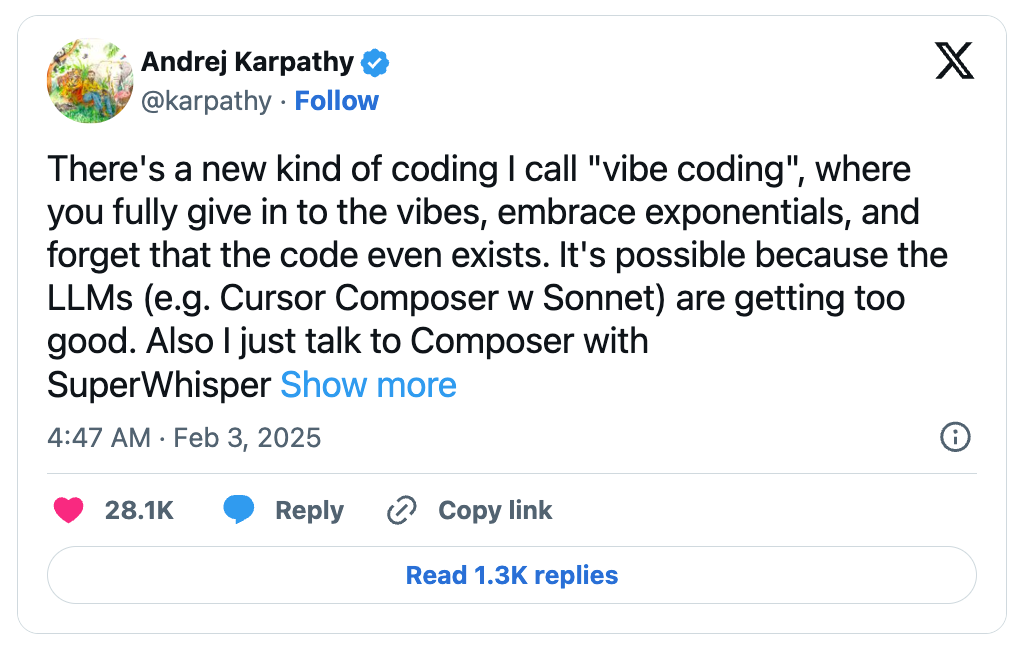 Andrej Karpathy
@karpathy · Follow
There's a new kind of coding I call "vibe coding", where
you fully give in to the vibes, embrace exponentials, and
forget that the code even exists. It's possible because the
LLMs (e.g. Cursor Composer w Sonnet) are getting too
good. Also I just talk to Composer with
SuperWhisper Show more
4:47 AM · Feb 3, 2025
28.1K Reply Copy link
Read 1.3K replies